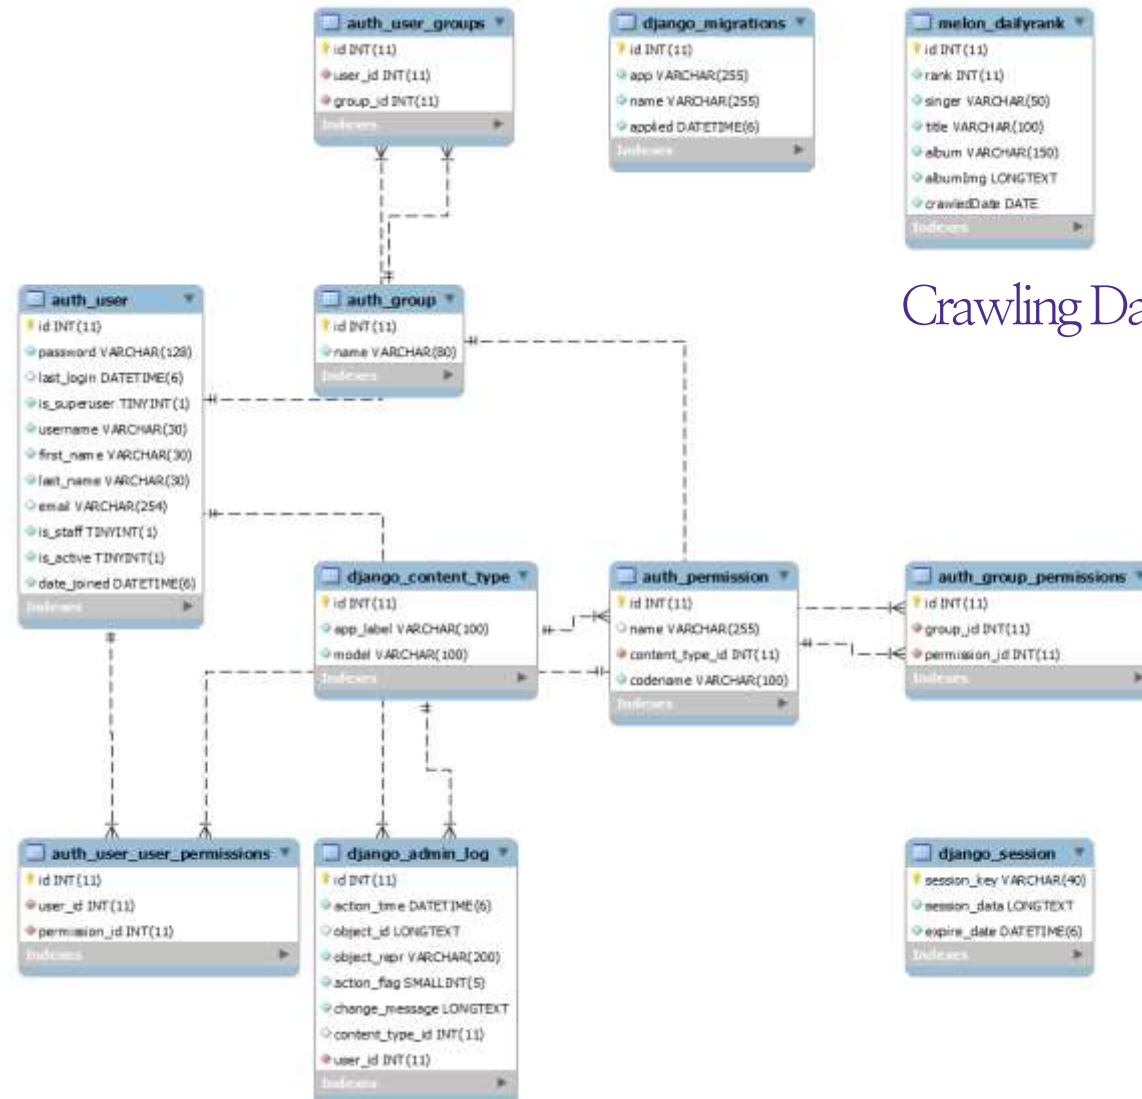 auth_user_groups
id INT(11)
user_id INT(11)
group_id INT(11)
Indexes
django_migrations
id INT(11)
app VARCHAR(255)
name VARCHAR(255)
applied DATETIME(6)
Indexes
melon_dailyrank
id INT(11)
rank INT(11)
singer VARCHAR(50)
title VARCHAR(100)
album VARCHAR(150)
albumImg LONGTEXT
crawledDate DATE
Indexes
Crawling Da
auth_user
id INT(11)
password VARCHAR(128)
last_login DATETIME(6)
is_superuser TINYINT(1)
username VARCHAR(30)
first_name VARCHAR(30)
last_name VARCHAR(30)
email VARCHAR(254)
is_staff TINYINT(1)
is_active TINYINT(1)
date_joined DATETIME(6)
Indexes
auth_group
id INT(11)
name VARCHAR(80)
Indexes
django_content_type
id INT(11)
app_label VARCHAR(100)
model VARCHAR(100)
Indexes
auth_permission
id INT(11)
name VARCHAR(255)
content_type_id INT(11)
codename VARCHAR(100)
Indexes
auth_group_permissions
id INT(11)
group_id INT(11)
permission_id INT(11)
Indexes
auth_user_user_permissions
id INT(11)
user_id INT(11)
permission_id INT(11)
Indexes
django_admin_log
id INT(11)
action_time DATETIME(6)
object_id LONGTEXT
object_repr VARCHAR(200)
action_flag SMALLINT(5)
change_message LONGTEXT
content_type_id INT(11)
user_id INT(11)
Indexes
django_session
session_key VARCHAR(40)
session_data LONGTEXT
expire_date DATETIME(6)
Indexes